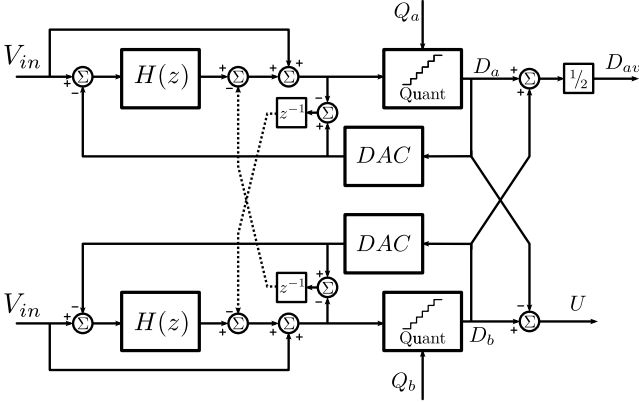 Q_a
V_in
+ Σ − H(z) + Σ − + Σ +
Quant
D_a
+ Σ +
1/2
D_av
z^{-1}
− Σ +
DAC
DAC
z^{-1}
+ Σ −
V_in
+ Σ − H(z) + Σ − + Σ +
Quant
D_b
− Σ +
U
Q_b